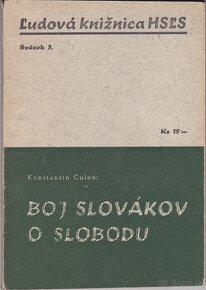 Ľudová knižnica HSĽS
Sväzok 3.
Ks 15·—
Konštantín Čulen:
BOJ SLOVÁKOV
O SLOBODU